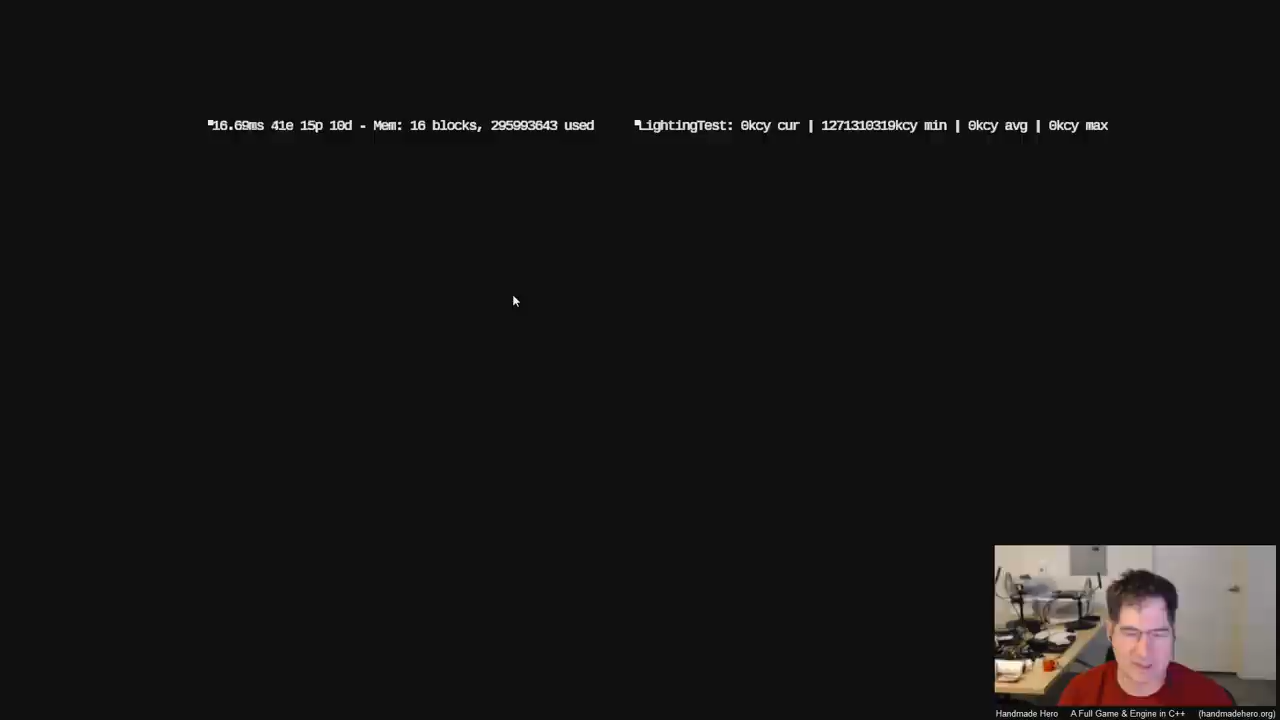 16.69ms 41e 15p 10d - Mem: 16 blocks, 295993643 used
LightingTest: 0kcy cur | 1271310319kcy min | 0kcy avg | 0kcy max
Handmade Hero A Full Game & Engine in C++ (handmadehero.org)